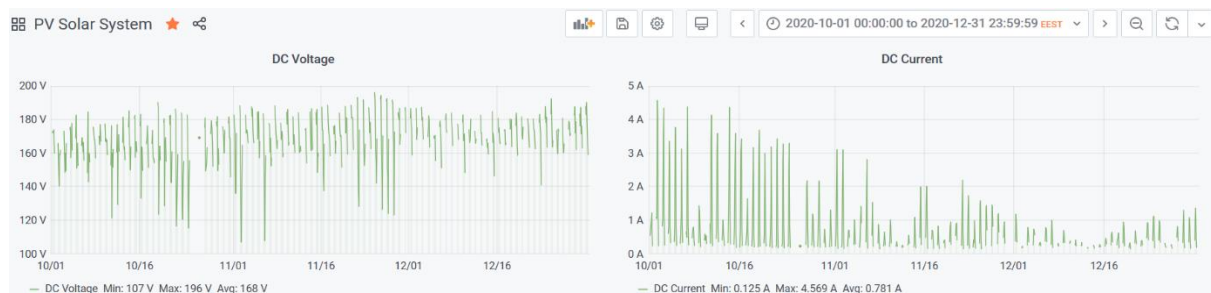 PV Solar System
2020-10-01 00:00:00 to 2020-12-31 23:59:59 EEST
DC Voltage
200 V
180 V
160 V
140 V
120 V
100 V
10/01 10/16 11/01 11/16 12/01 12/16
DC Voltage Min: 107 V Max: 196 V Avg: 168 V
DC Current
5 A
4 A
3 A
2 A
1 A
0 A
10/01 10/16 11/01 11/16 12/01 12/16
DC Current Min: 0.125 A Max: 4.569 A Avg: 0.781 A